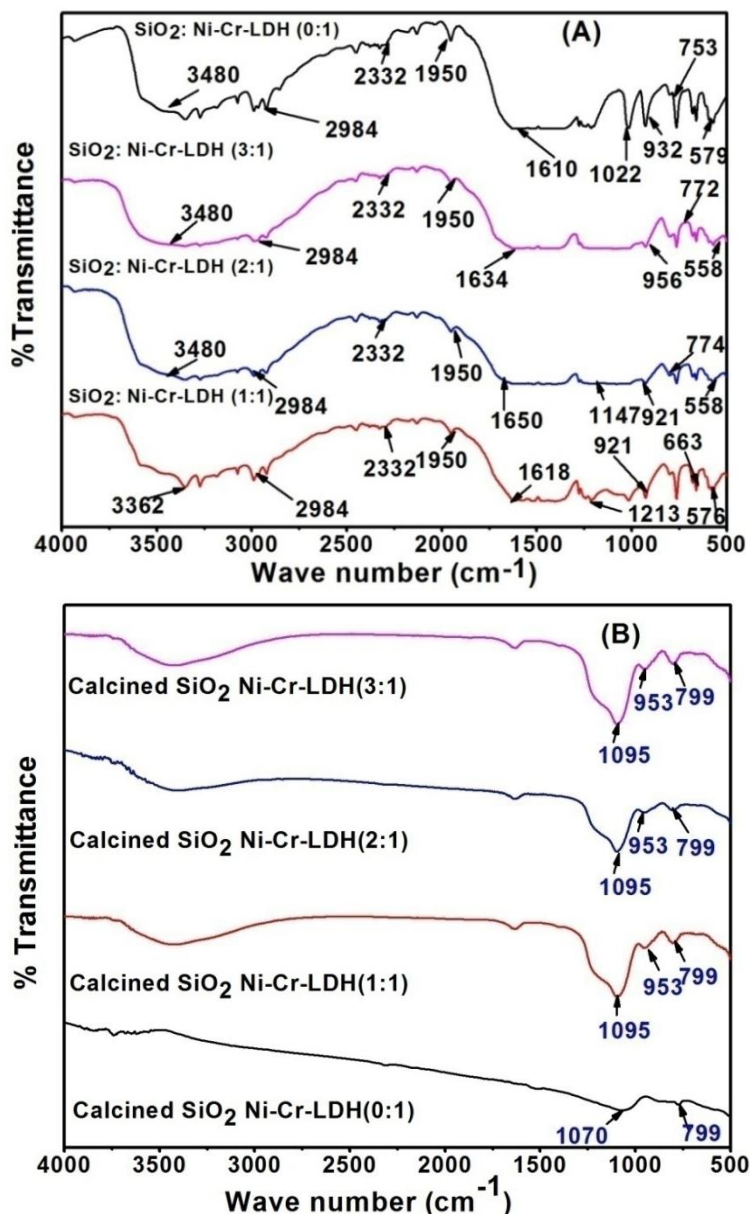 SiO2: Ni-Cr-LDH (0:1)
(A)
753
3480
2332
1950
2984
1610
1022
932
579
SiO2: Ni-Cr-LDH (3:1)
772
3480
2332
1950
2984
1634
956
558
SiO2: Ni-Cr-LDH (2:1)
774
3480
2332
1950
2984
1650
1147
921
558
SiO2: Ni-Cr-LDH (1:1)
921
663
2332
1950
1618
3362
2984
1213
576
%Transmittance
4000 3500 3000 2500 2000 1500 1000 500
Wave number (cm-1)
(B)
Calcined SiO2 Ni-Cr-LDH(3:1)
953
799
1095
Calcined SiO2 Ni-Cr-LDH(2:1)
953
799
1095
Calcined SiO2 Ni-Cr-LDH(1:1)
953
799
1095
Calcined SiO2 Ni-Cr-LDH(0:1)
1070
799
% Transmittance
4000 3500 3000 2500 2000 1500 1000 500
Wave number (cm-1)